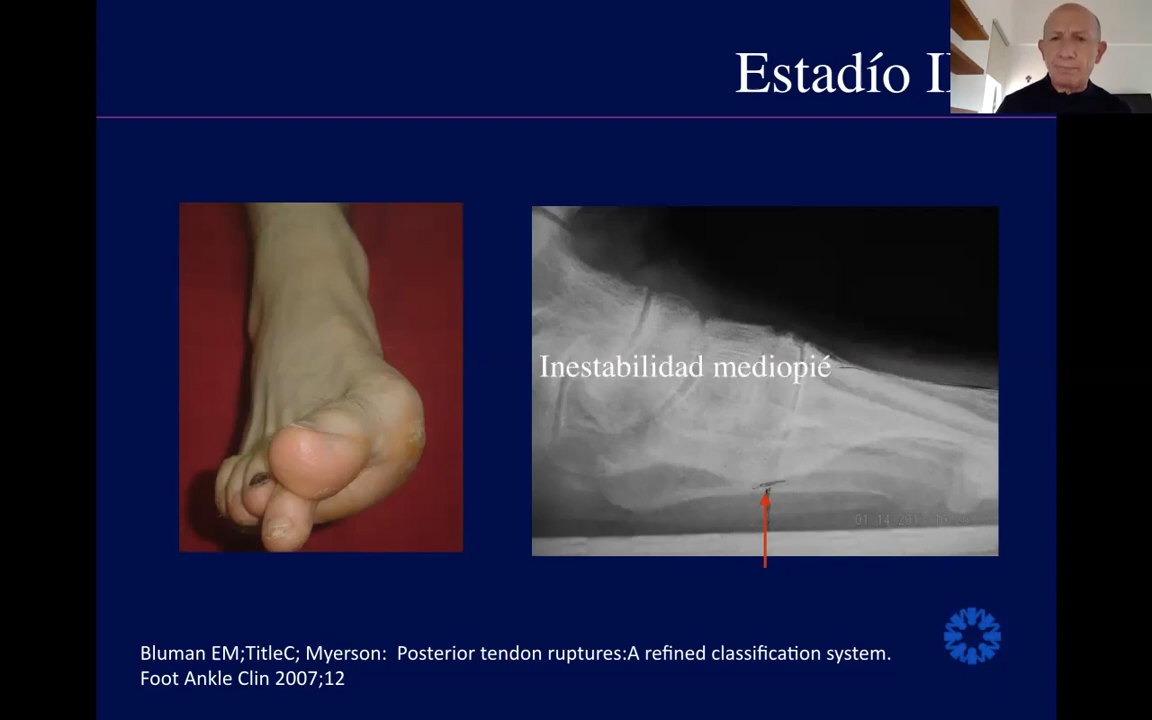 Estadío
Inestabilidad mediopié
Bluman EM;TitleC; Myerson:  Posterior tendon ruptures:A refined classification system.
Foot Ankle Clin 2007;12